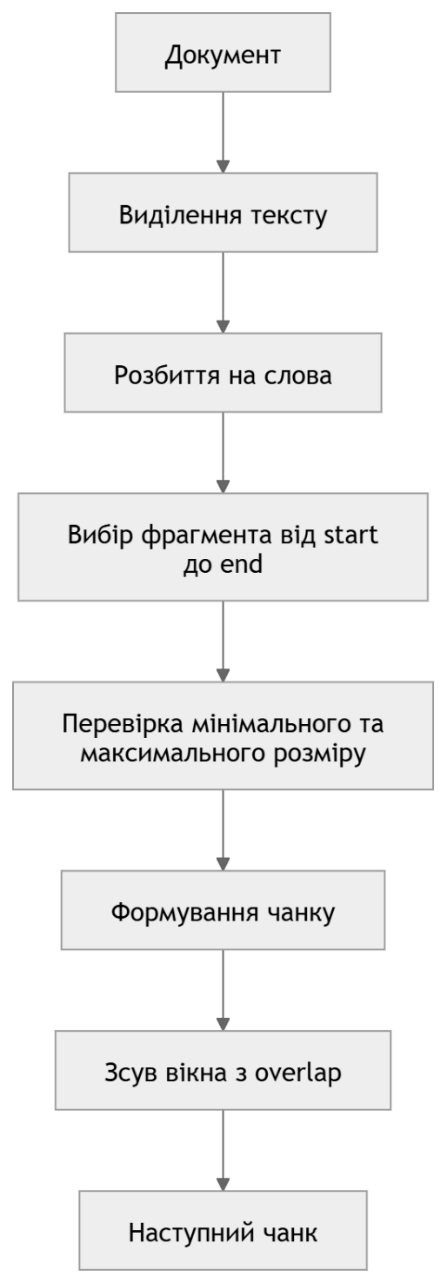 Документ
Виділення тексту
Розбиття на слова
Вибір фрагмента від start
до end
Перевірка мінімального та
максимального розміру
Формування чанку
Зсув вікна з overlap
Наступний чанк